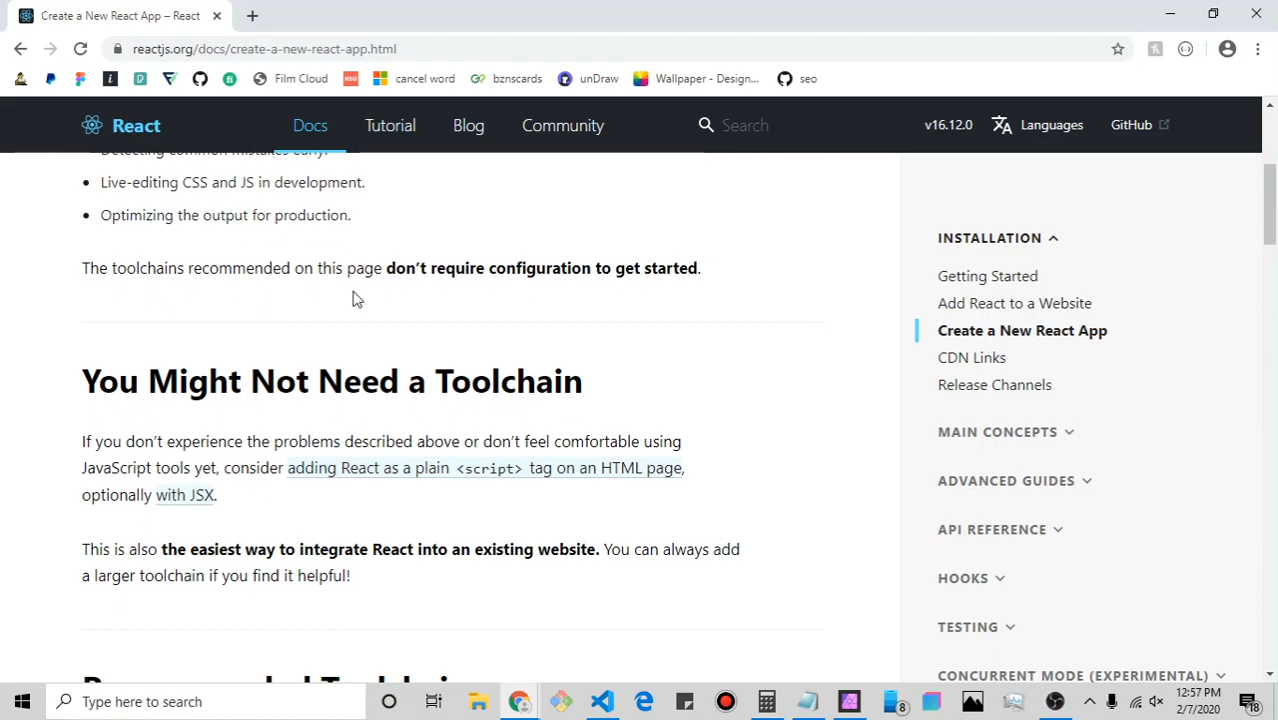 Create a New React App – React
reactjs.org/docs/create-a-new-react-app.html
Film Cloud
NSU
cancel word
bznscards
unDraw
Wallpaper - Design...
seo
React
Docs
Tutorial
Blog
Community
Search
v16.12.0
Languages
GitHub
Detecting common mistakes early.
Live-editing CSS and JS in development.
Optimizing the output for production.
The toolchains recommended on this page don’t require configuration to get started.
You Might Not Need a Toolchain
If you don’t experience the problems described above or don’t feel comfortable using
JavaScript tools yet, consider adding React as a plain <script> tag on an HTML page,
optionally with JSX.
This is also the easiest way to integrate React into an existing website. You can always add
a larger toolchain if you find it helpful!
INSTALLATION
Getting Started
Add React to a Website
Create a New React App
CDN Links
Release Channels
MAIN CONCEPTS
ADVANCED GUIDES
API REFERENCE
HOOKS
TESTING
CONCURRENT MODE (EXPERIMENTAL)
Type here to search
8
12:57 PM
2/7/2020
18